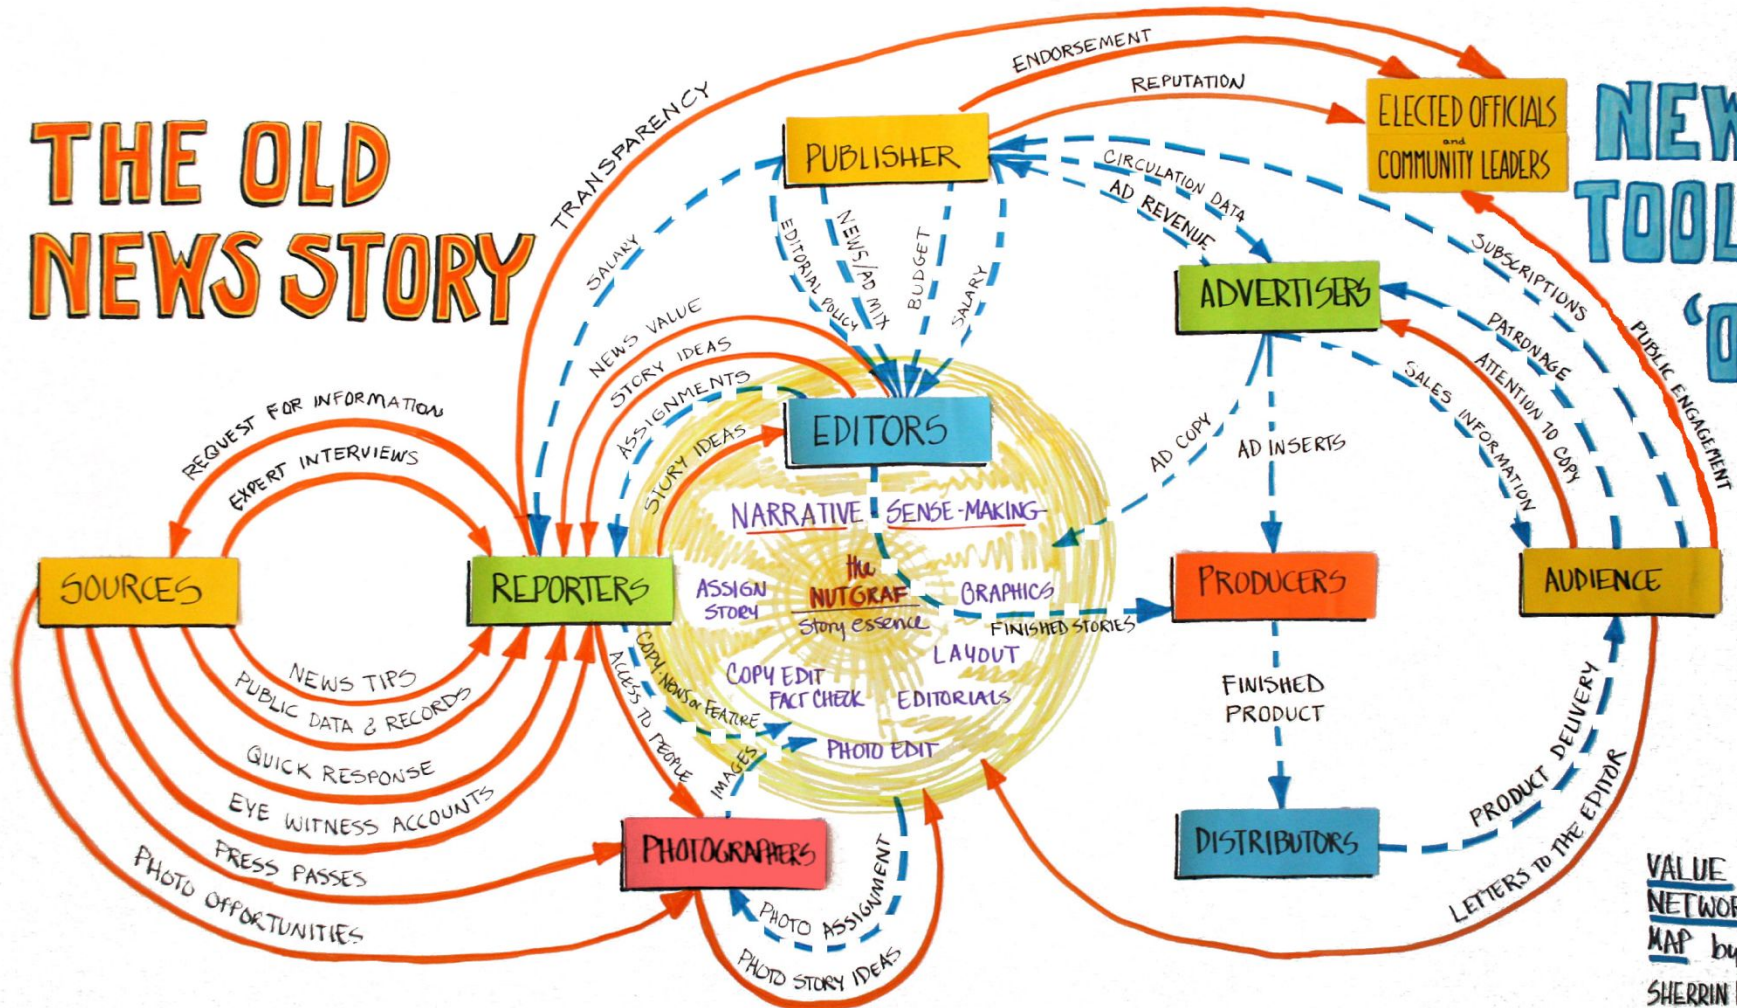 THE OLD
NEWS STORY
TRANSPARENCY
ENDORSEMENT
REPUTATION
ELECTED OFFICIALS
and
COMMUNITY LEADERS
PUBLISHER
CIRCULATION DATA
AD REVENUE
SUBSCRIPTIONS
PUBLIC ENGAGEMENT
SALARY
EDITORIAL POLICY
NEWS/AD MIX
BUDGET
SALARY
ADVERTISERS
PATRONAGE
ATTENTION TO COPY
SALES INFORMATION
AD COPY
AD INSERTS
NEWS VALUE
STORY IDEAS
ASSIGNMENTS
STORY IDEAS
EDITORS
REQUEST FOR INFORMATION
EXPERT INTERVIEWS
NARRATIVE SENSE-MAKING
the
NUTGRAF
story essence
ASSIGN
STORY
GRAPHICS
FINISHED STORIES
LAYOUT
COPY EDIT
FACT CHECK
EDITORIALS
PHOTO EDIT
SOURCES
REPORTERS
PRODUCERS
AUDIENCE
NEWS TIPS
PUBLIC DATA & RECORDS
QUICK RESPONSE
EYE WITNESS ACCOUNTS
PRESS PASSES
PHOTO OPPORTUNITIES
COPY-NEWS or FEATURE
ACCESS TO PEOPLE
IMAGES
PHOTOGRAPHERS
PHOTO ASSIGNMENT
PHOTO STORY IDEAS
FINISHED
PRODUCT
DISTRIBUTORS
PRODUCT DELIVERY
LETTERS TO THE EDITOR
NEW
TOOL
'O
VALUE
NETWOR
MAP by
SHERRIN